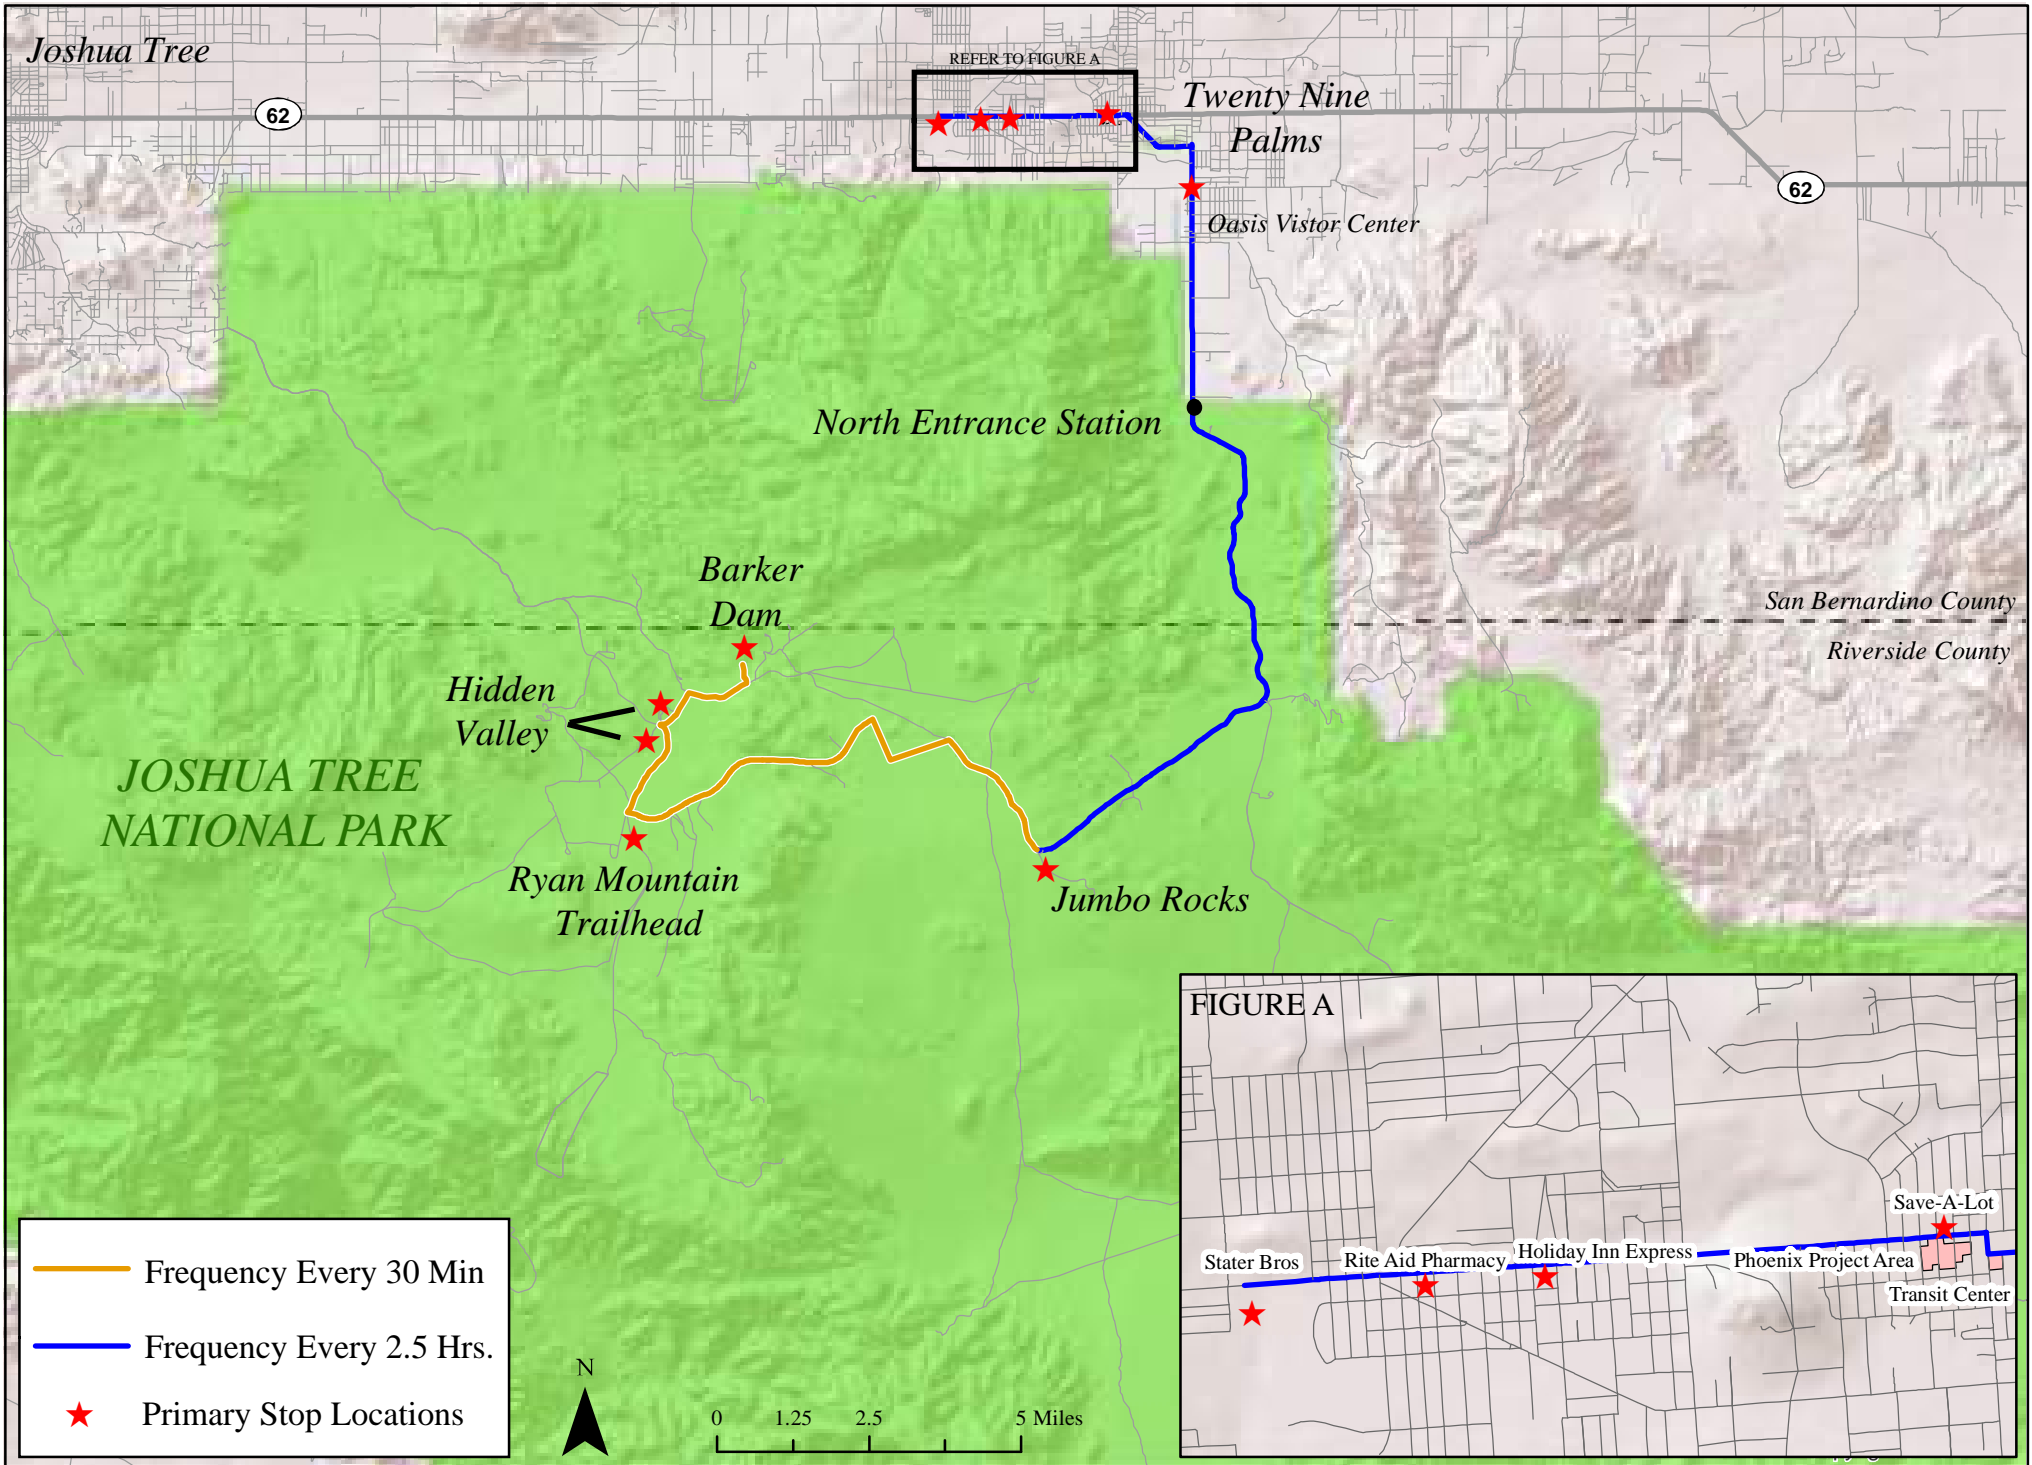 Joshua Tree
62
REFER TO FIGURE A
Twenty Nine
Palms
62
Oasis Vistor Center
North Entrance Station
Barker
Dam
San Bernardino County
Riverside County
Hidden
Valley
JOSHUA TREE
NATIONAL PARK
Ryan Mountain
Trailhead
Jumbo Rocks
FIGURE A
Save-A-Lot
Stater Bros
Rite Aid Pharmacy
Holiday Inn Express
Phoenix Project Area
Transit Center
Frequency Every 30 Min
Frequency Every 2.5 Hrs.
Primary Stop Locations
N
0 1.25 2.5 5 Miles